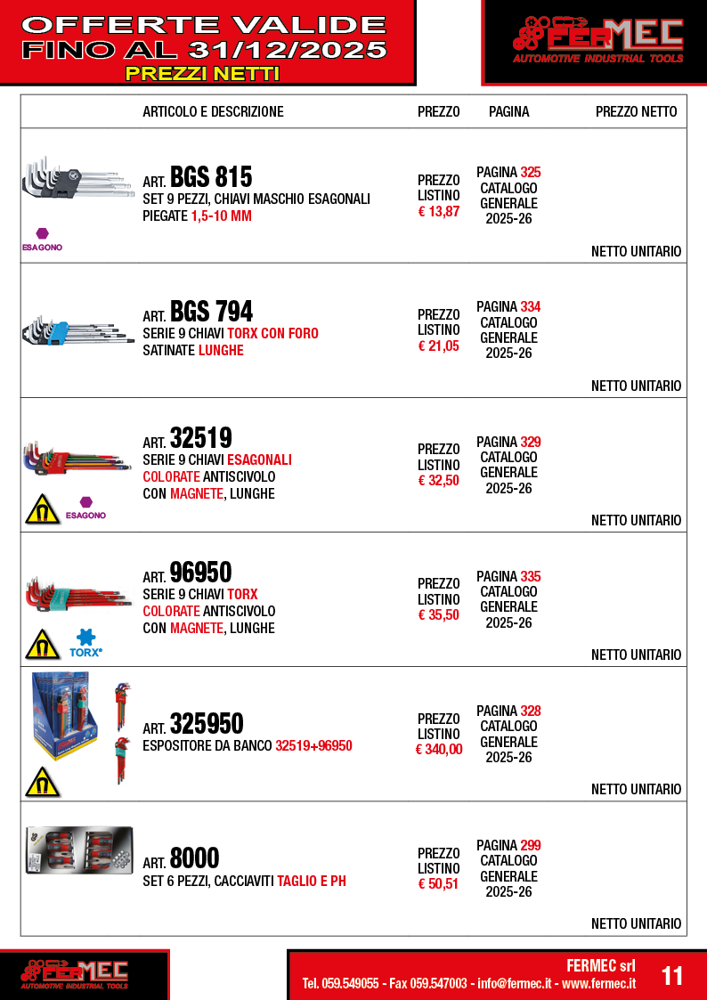 OFFERTE VALIDE
FINO AL 31/12/2025
PREZZI NETTI
FERMEC
AUTOMOTIVE INDUSTRIAL TOOLS
ARTICOLO E DESCRIZIONE PREZZO PAGINA PREZZO NETTO
ART. BGS 815
SET 9 PEZZI, CHIAVI MASCHIO ESAGONALI
PIEGATE 1,5-10 MM
ESAGONO
PREZZO
LISTINO
€ 13,87
PAGINA 325
CATALOGO
GENERALE
2025-26
NETTO UNITARIO
ART. BGS 794
SERIE 9 CHIAVI TORX CON FORO
SATINATE LUNGHE
PREZZO
LISTINO
€ 21,05
PAGINA 334
CATALOGO
GENERALE
2025-26
NETTO UNITARIO
ART. 32519
SERIE 9 CHIAVI ESAGONALI
COLORATE ANTISCIVOLO
CON MAGNETE, LUNGHE
ESAGONO
PREZZO
LISTINO
€ 32,50
PAGINA 329
CATALOGO
GENERALE
2025-26
NETTO UNITARIO
ART. 96950
SERIE 9 CHIAVI TORX
COLORATE ANTISCIVOLO
CON MAGNETE, LUNGHE
TORX®
PREZZO
LISTINO
€ 35,50
PAGINA 335
CATALOGO
GENERALE
2025-26
NETTO UNITARIO
ART. 325950
ESPOSITORE DA BANCO 32519+96950
PREZZO
LISTINO
€ 340,00
PAGINA 328
CATALOGO
GENERALE
2025-26
NETTO UNITARIO
ART. 8000
SET 6 PEZZI, CACCIAVITI TAGLIO E PH
PREZZO
LISTINO
€ 50,51
PAGINA 299
CATALOGO
GENERALE
2025-26
NETTO UNITARIO
FERMEC
AUTOMOTIVE INDUSTRIAL TOOLS
FERMEC srl
Tel. 059.549055 - Fax 059.547003 - info@fermec.it - www.fermec.it
11